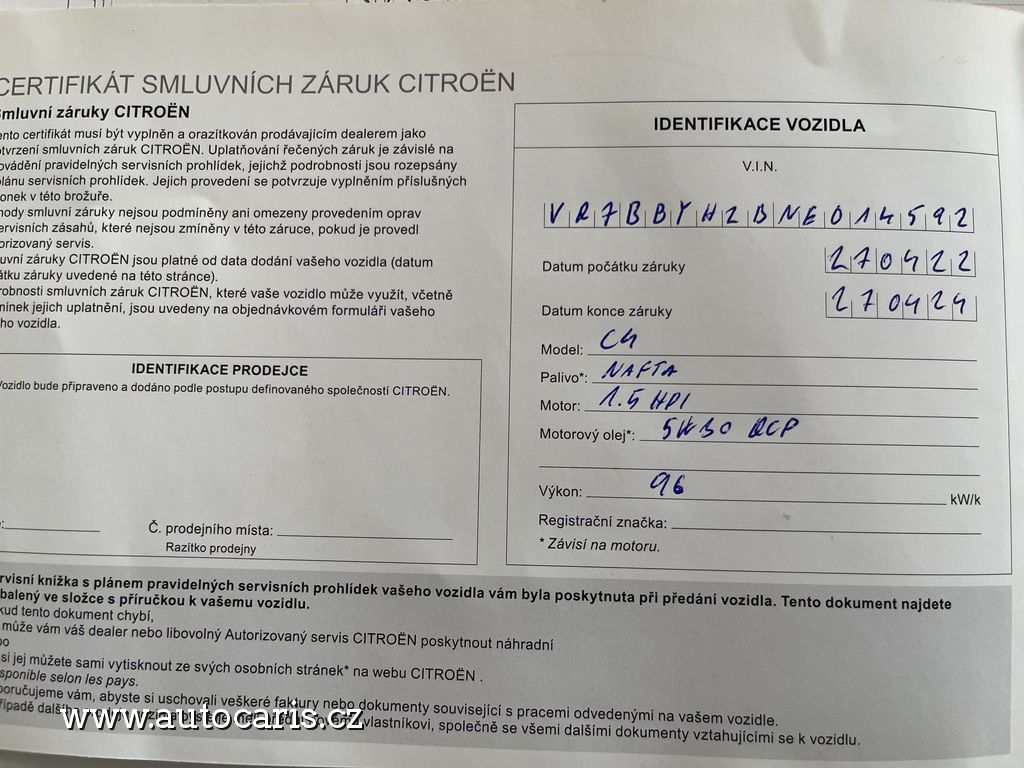 CERTIFIKÁT SMLUVNÍCH ZÁRUK CITROËN
Smluvní záruky CITROËN
ento certifikát musí být vyplněn a orazítkován prodávajícím dealerem jako
otvrzení smluvních záruk CITROËN. Uplatňování řečených záruk je závislé na
ovádění pravidelných servisních prohlídek, jejichž podrobnosti jsou rozepsány
plánu servisních prohlídek. Jejich provedení se potvrzuje vyplněním příslušných
onek v této brožuře.
hody smluvní záruky nejsou podmíněny ani omezeny provedením oprav
ervisních zásahů, které nejsou zmíněny v této záruce, pokud je provedl
orizovaný servis.
uvní záruky CITROËN jsou platné od data dodání vašeho vozidla (datum
átku záruky uvedené na této stránce).
robnosti smluvních záruk CITROËN, které vaše vozidlo může využít, včetně
mínek jejich uplatnění, jsou uvedeny na objednávkovém formuláři vašeho
ho vozidla.
IDENTIFIKACE PRODEJCE
Vozidlo bude připraveno a dodáno podle postupu definovaného společností CITROËN.
Č. prodejního místa:
Razítko prodejny
IDENTIFIKACE VOZIDLA
V.I.N.
VR7BBYHZBNE014592
Datum počátku záruky 270422
Datum konce záruky 270424
Model: C4
Palivo*: NAFTA
Motor: 1.5 HDI
Motorový olej*: 5W30 RCP
Výkon: 96 kW/k
Registrační značka:
* Závisí na motoru.
rvisní knížka s plánem pravidelných servisních prohlídek vašeho vozidla vám byla poskytnuta při předání vozidla. Tento dokument najdete
balený ve složce s příručkou k vašemu vozidlu.
kud tento dokument chybí,
může vám váš dealer nebo libovolný Autorizovaný servis CITROËN poskytnout náhradní
bo
si jej můžete sami vytisknout ze svých osobních stránek* na webu CITROËN .
sponible selon les pays.
poručujeme vám, abyste si uschovali veškeré faktury nebo dokumenty související s pracemi odvedenými na vašem vozidle.
řípadě dalšího vlastníkovi, společně se všemi dalšími dokumenty vztahujícími se k vozidlu.
www.autocaris.cz